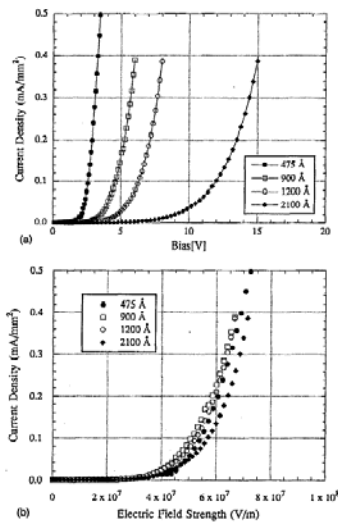 0.5
0.4
0.3
0.2
0.1
0.0
Current Density (mA/mm²)
475 Å
900 Å
1200 Å
2100 Å
0 5 10 15 20
(a) Bias[V]
0.5
0.4
0.3
0.2
0.1
0.0
Current Density (mA/mm²)
475 Å
900 Å
1200 Å
2100 Å
0 2 x 10⁷ 4 x 10⁷ 6 x 10⁷ 8 x 10⁷ 1 x 10⁸
(b) Electric Field Strength (V/m)